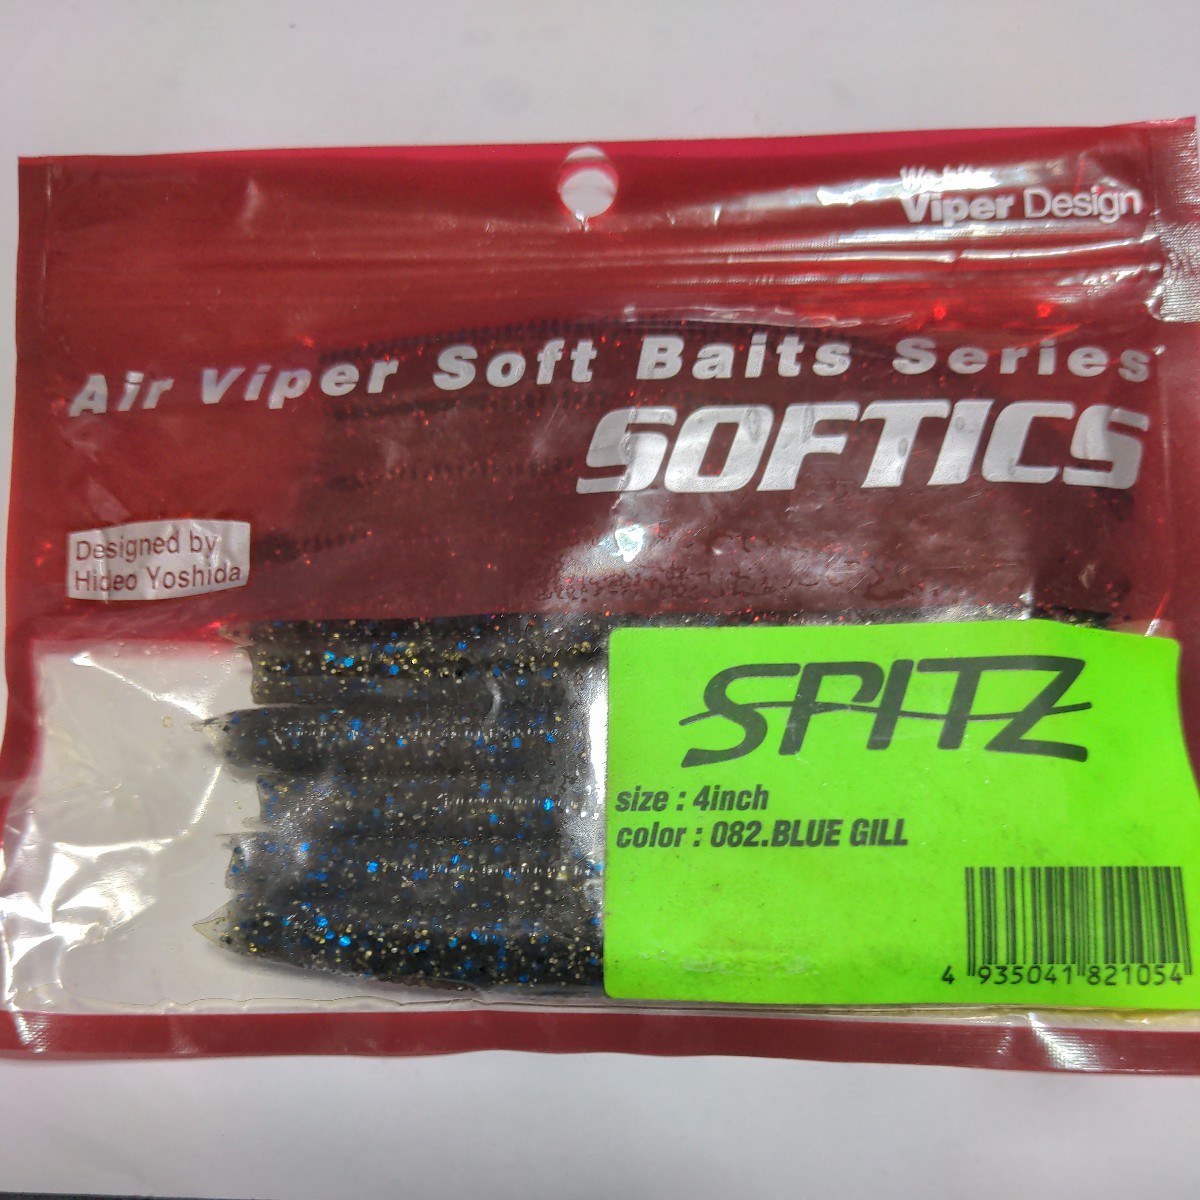 Viper Design
Air Viper Soft Baits Series
SOFTICS
Designed by
Hideo Yoshida
SPITZ
size : 4inch
color : 082.BLUE GILL
4 935041 821054